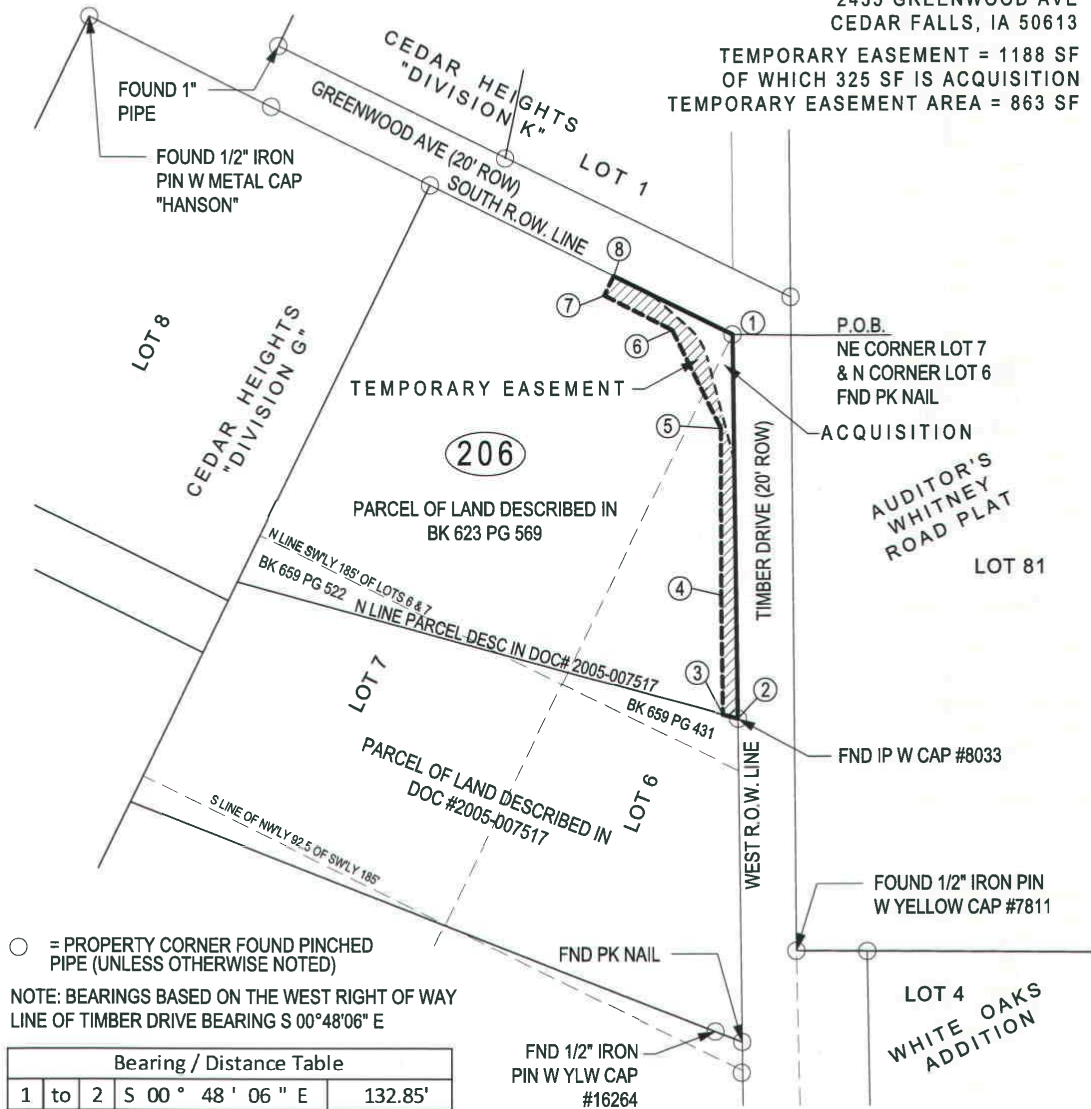 2455 GREENWOOD AVE
CEDAR FALLS, IA 50613
TEMPORARY EASEMENT = 1188 SF
OF WHICH 325 SF IS ACQUISITION
TEMPORARY EASEMENT AREA = 863 SF
CEDAR HEIGHTS
"DIVISION K"
LOT 1
FOUND 1"
PIPE
GREENWOOD AVE (20' ROW)
SOUTH R.OW. LINE
FOUND 1/2" IRON
PIN W METAL CAP
"HANSON"
8
7
6
1
P.O.B.
NE CORNER LOT 7
& N CORNER LOT 6
FND PK NAIL
LOT 8
CEDAR HEIGHTS
"DIVISION G"
TEMPORARY EASEMENT
5
ACQUISITION
206
PARCEL OF LAND DESCRIBED IN
BK 623 PG 569
AUDITOR'S
WHITNEY
ROAD PLAT
LOT 81
TIMBER DRIVE (20' ROW)
4
N LINE SW'LY 185' OF LOTS 6 & 7
BK 659 PG 522
N LINE PARCEL DESC IN DOC# 2005-007517
3
2
BK 659 PG 431
LOT 7
FND IP W CAP #8033
PARCEL OF LAND DESCRIBED IN
DOC #2005-007517
LOT 6
WEST R.O.W. LINE
S LINE OF NW'LY 92.5 OF SW'LY 185'
FOUND 1/2" IRON PIN
W YELLOW CAP #7811
= PROPERTY CORNER FOUND PINCHED
PIPE (UNLESS OTHERWISE NOTED)
FND PK NAIL
NOTE: BEARINGS BASED ON THE WEST RIGHT OF WAY
LINE OF TIMBER DRIVE BEARING S 00°48'06" E
LOT 4
WHITE OAKS
ADDITION
FND 1/2" IRON
PIN W YLW CAP
#16264
Bearing / Distance Table
1 to 2 S 00 ° 48 ' 06 " E 132.85'